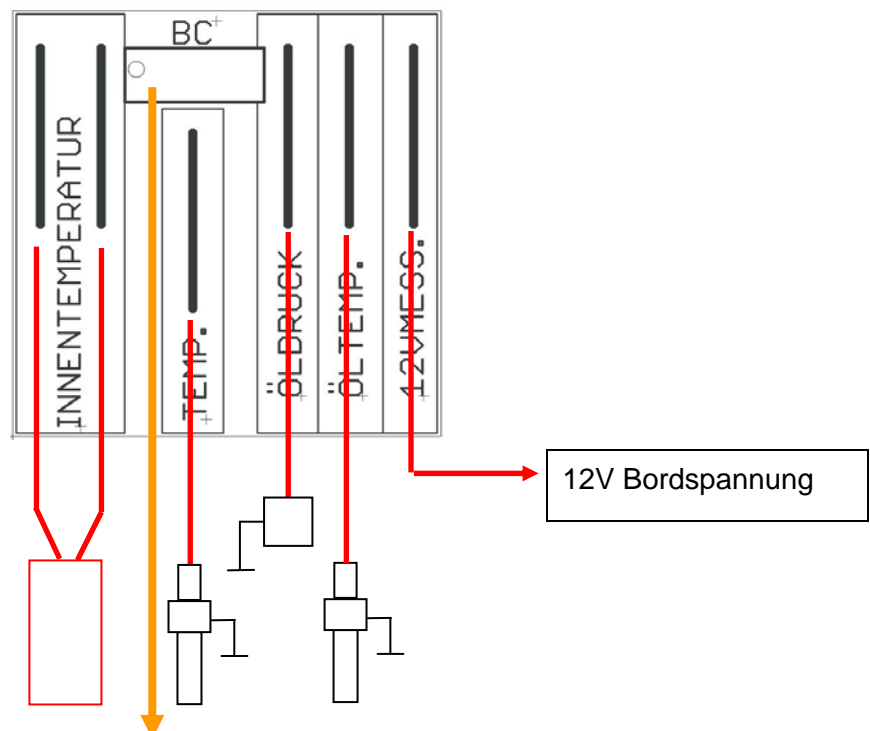 BC
INNENTEMPERATUR
TEMP.
ÖLDRUCK
ÖLTEMP.
12VMESS.
12V Bordspannung